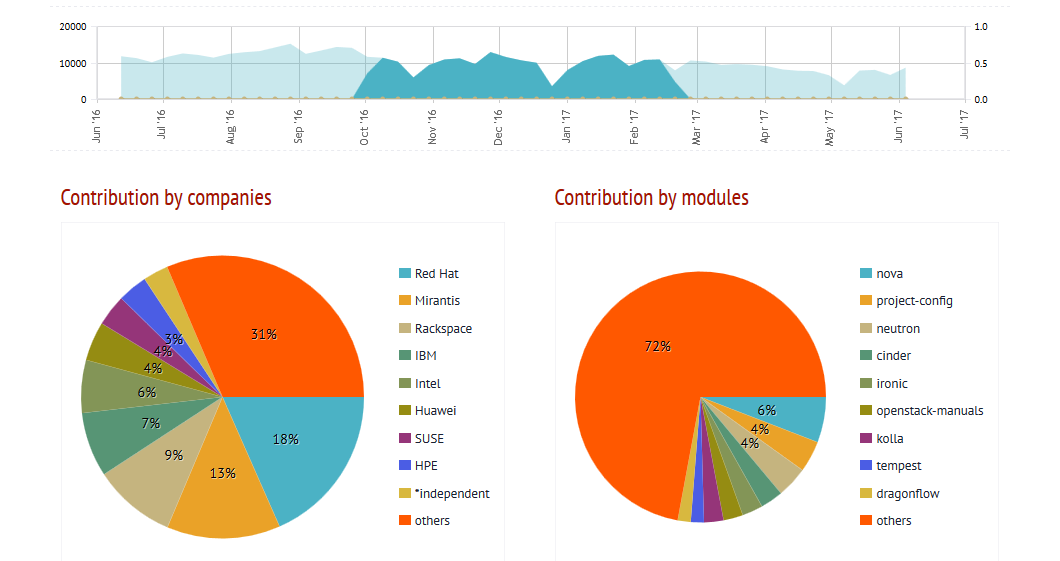 20000
10000
0
1.0
0.5
0.0
Jun '16
Jul '16
Aug '16
Sep '16
Oct '16
Nov '16
Dec '16
Jan '17
Feb '17
Mar '17
Apr '17
May '17
Jun '17
Jul '17
Contribution by companies
31%
3%
4%
4%
6%
7%
9%
13%
18%
Red Hat
Mirantis
Rackspace
IBM
Intel
Huawei
SUSE
HPE
*independent
others
Contribution by modules
72%
6%
4%
4%
nova
project-config
neutron
cinder
ironic
openstack-manuals
kolla
tempest
dragonflow
others